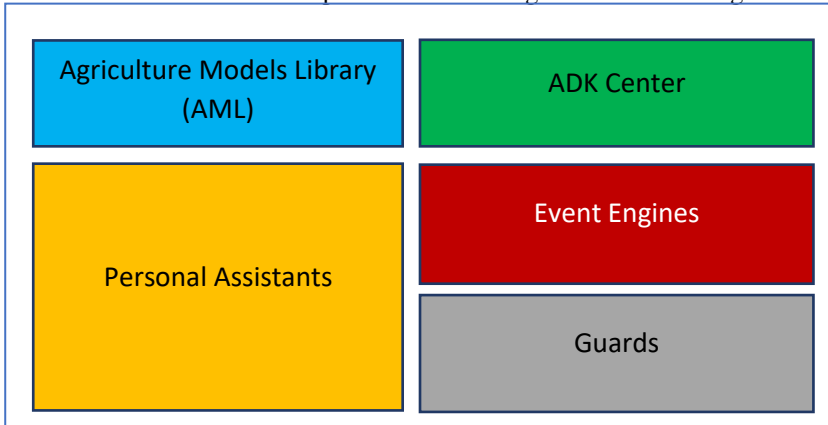 Agriculture Models Library
(AML)
ADK Center
Personal Assistants
Event Engines
Guards